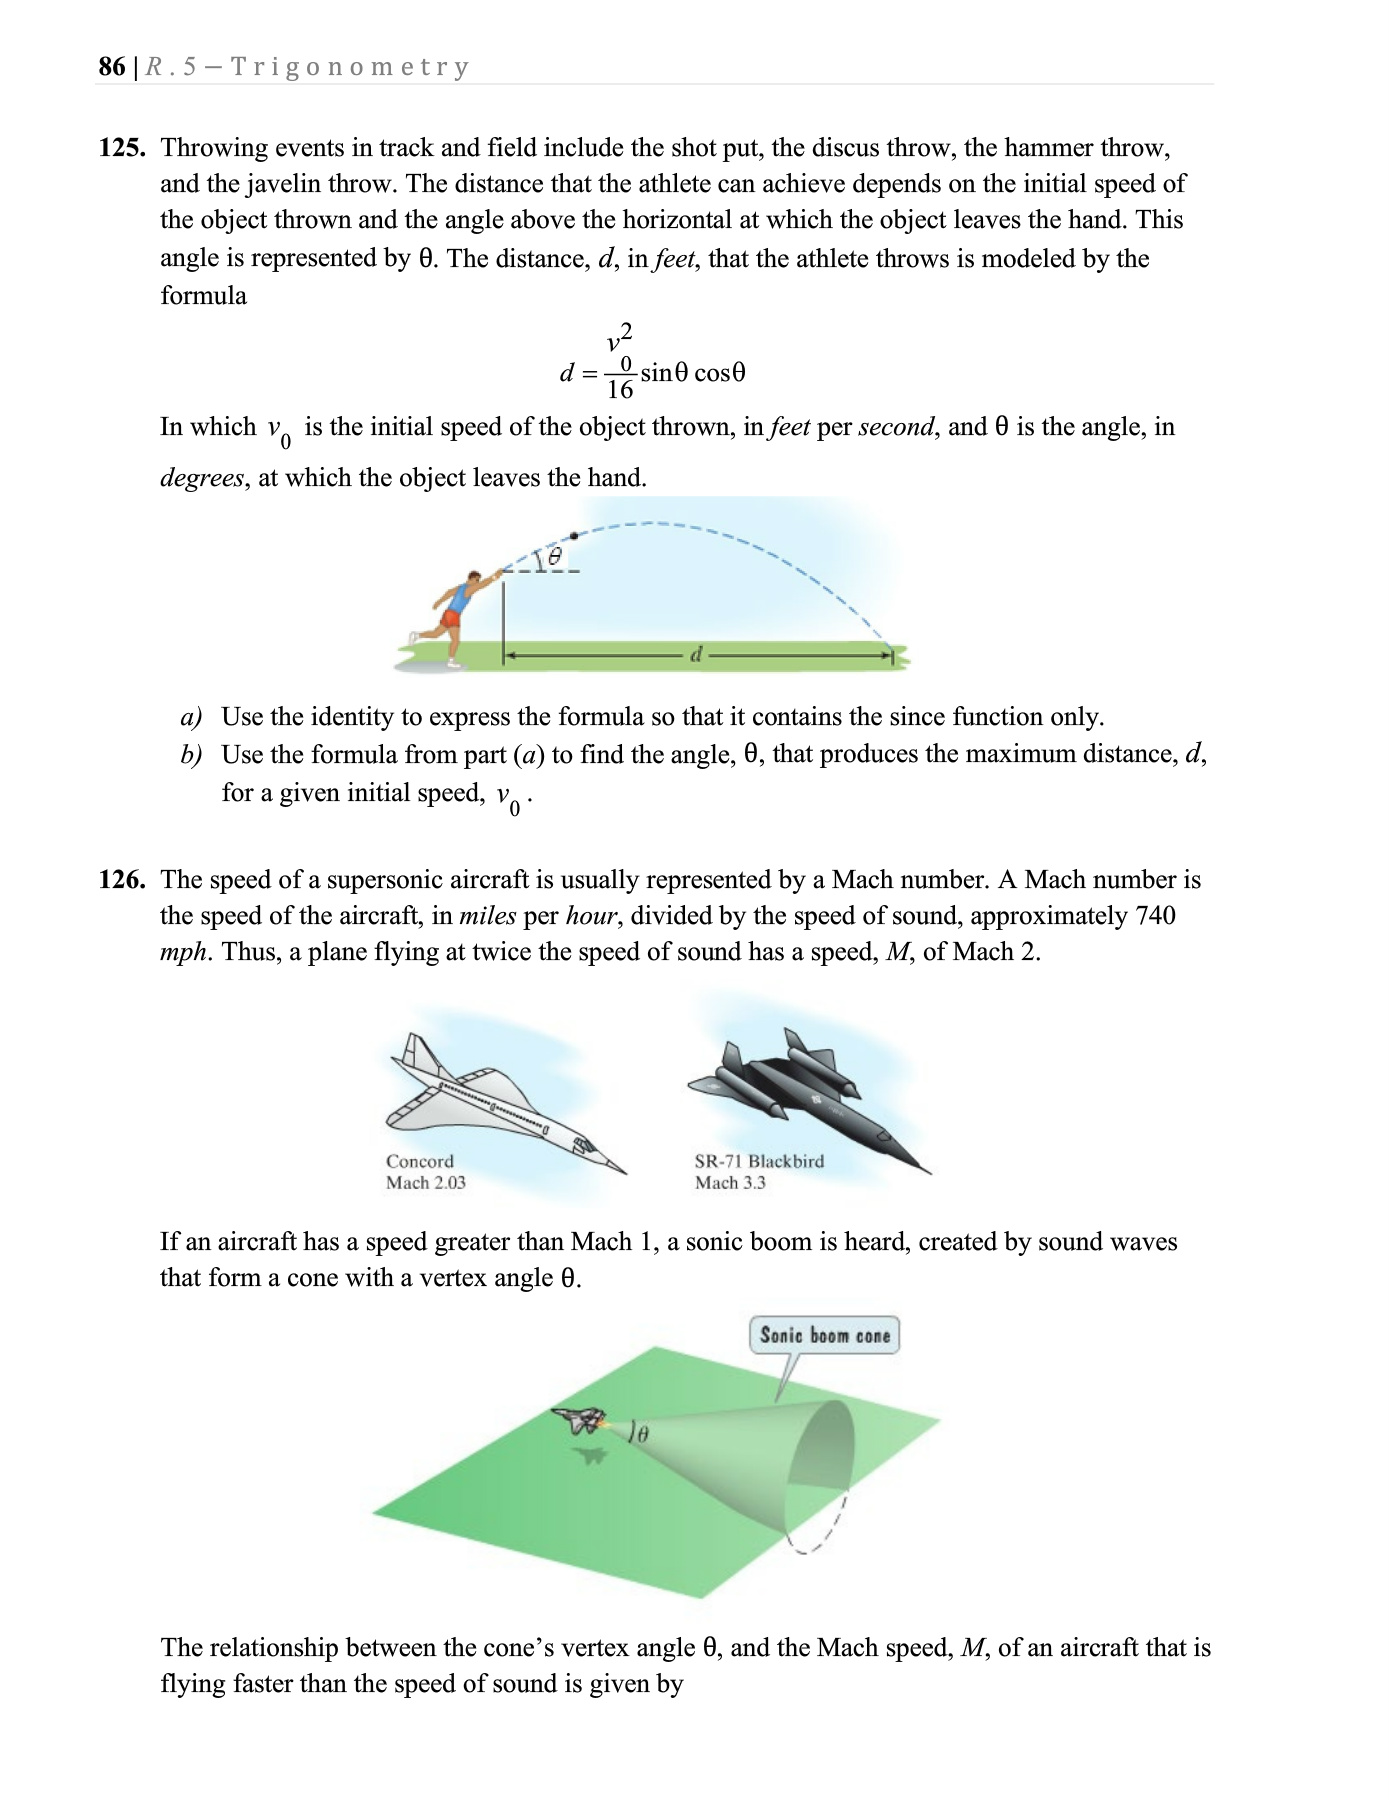 86 | R . 5 – T r i g o n o m e t r y
125. Throwing events in track and field include the shot put, the discus throw, the hammer throw,
and the javelin throw. The distance that the athlete can achieve depends on the initial speed of
the object thrown and the angle above the horizontal at which the object leaves the hand. This
angle is represented by θ. The distance, d, in feet, that the athlete throws is modeled by the
formula
d = v₀²/16 sinθ cosθ
In which v₀ is the initial speed of the object thrown, in feet per second, and θ is the angle, in
degrees, at which the object leaves the hand.
θ
d
a) Use the identity to express the formula so that it contains the since function only.
b) Use the formula from part (a) to find the angle, θ, that produces the maximum distance, d,
for a given initial speed, v₀ .
126. The speed of a supersonic aircraft is usually represented by a Mach number. A Mach number is
the speed of the aircraft, in miles per hour, divided by the speed of sound, approximately 740
mph. Thus, a plane flying at twice the speed of sound has a speed, M, of Mach 2.
Concord
Mach 2.03
SR-71 Blackbird
Mach 3.3
If an aircraft has a speed greater than Mach 1, a sonic boom is heard, created by sound waves
that form a cone with a vertex angle θ.
Sonic boom cone
θ
The relationship between the cone’s vertex angle θ, and the Mach speed, M, of an aircraft that is
flying faster than the speed of sound is given by